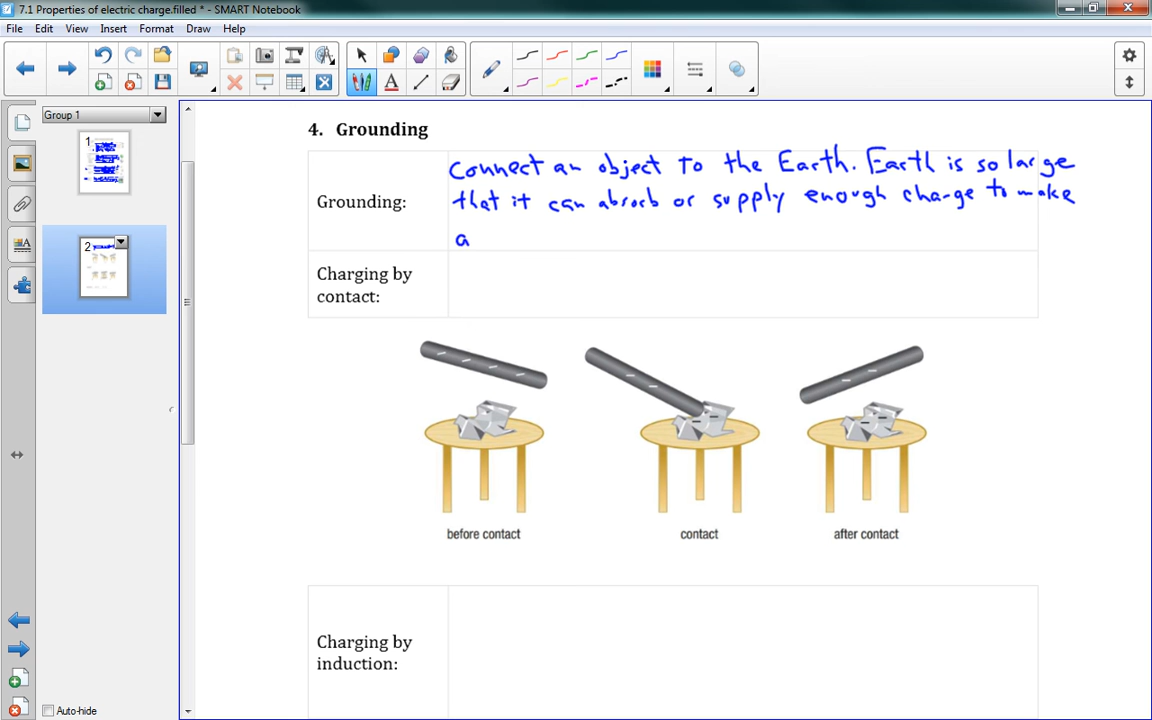 7.1 Properties of electric charge.filled * - SMART Notebook
File Edit View Insert Format Draw Help
Group 1
1
2
4. Grounding
Grounding:
Connect an object to the Earth. Earth is so large
that it can absorb or supply enough charge to make
a
Charging by
contact:
before contact
contact
after contact
Charging by
induction:
Auto-hide